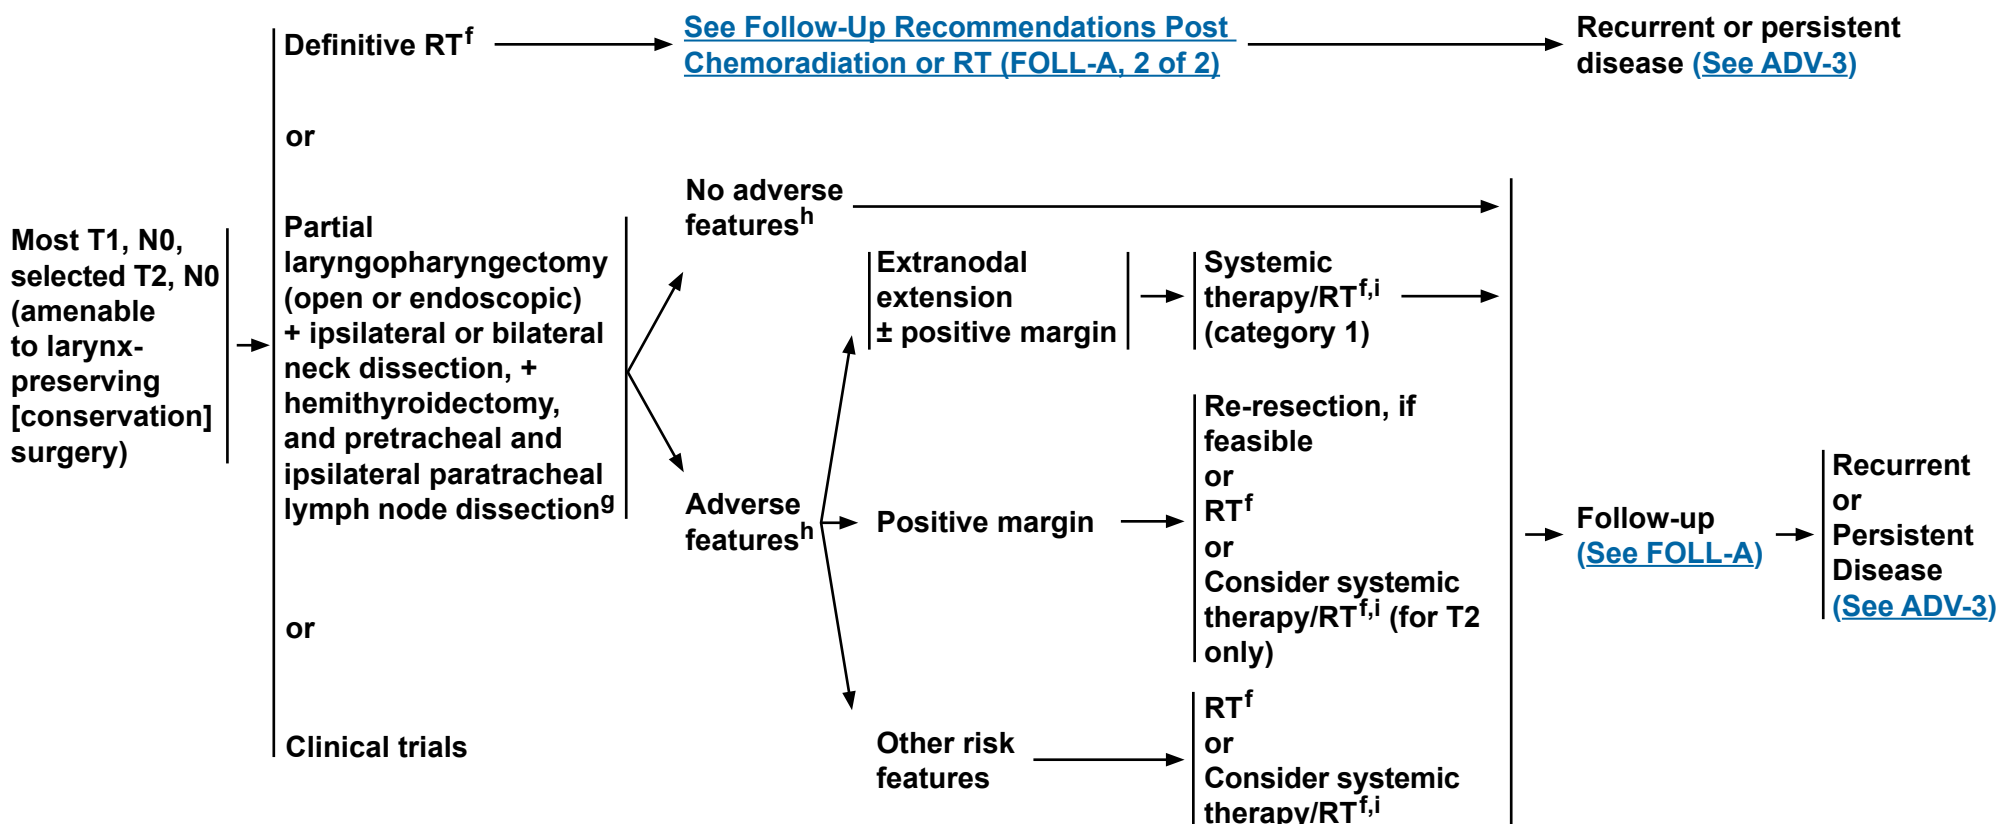 Most T1, N0,
selected T2, N0
(amenable
to larynx-
preserving
[conservation]
surgery)
Definitive RTf
or
Partial
laryngopharyngectomy
(open or endoscopic)
+ ipsilateral or bilateral
neck dissection, +
hemithyroidectomy,
and pretracheal and
ipsilateral paratracheal
lymph node dissectiong
or
Clinical trials
See Follow-Up Recommendations Post
Chemoradiation or RT (FOLL-A, 2 of 2)
Recurrent or persistent
disease (See ADV-3)
No adverse
featuresh
Adverse
featuresh
Extranodal
extension
± positive margin
Systemic
therapy/RTf,i
(category 1)
Positive margin
Re-resection, if
feasible
or
RTf
or
Consider systemic
therapy/RTf,i (for T2
only)
Other risk
features
RTf
or
Consider systemic
therapy/RTf,i
Follow-up
(See FOLL-A)
Recurrent
or
Persistent
Disease
(See ADV-3)